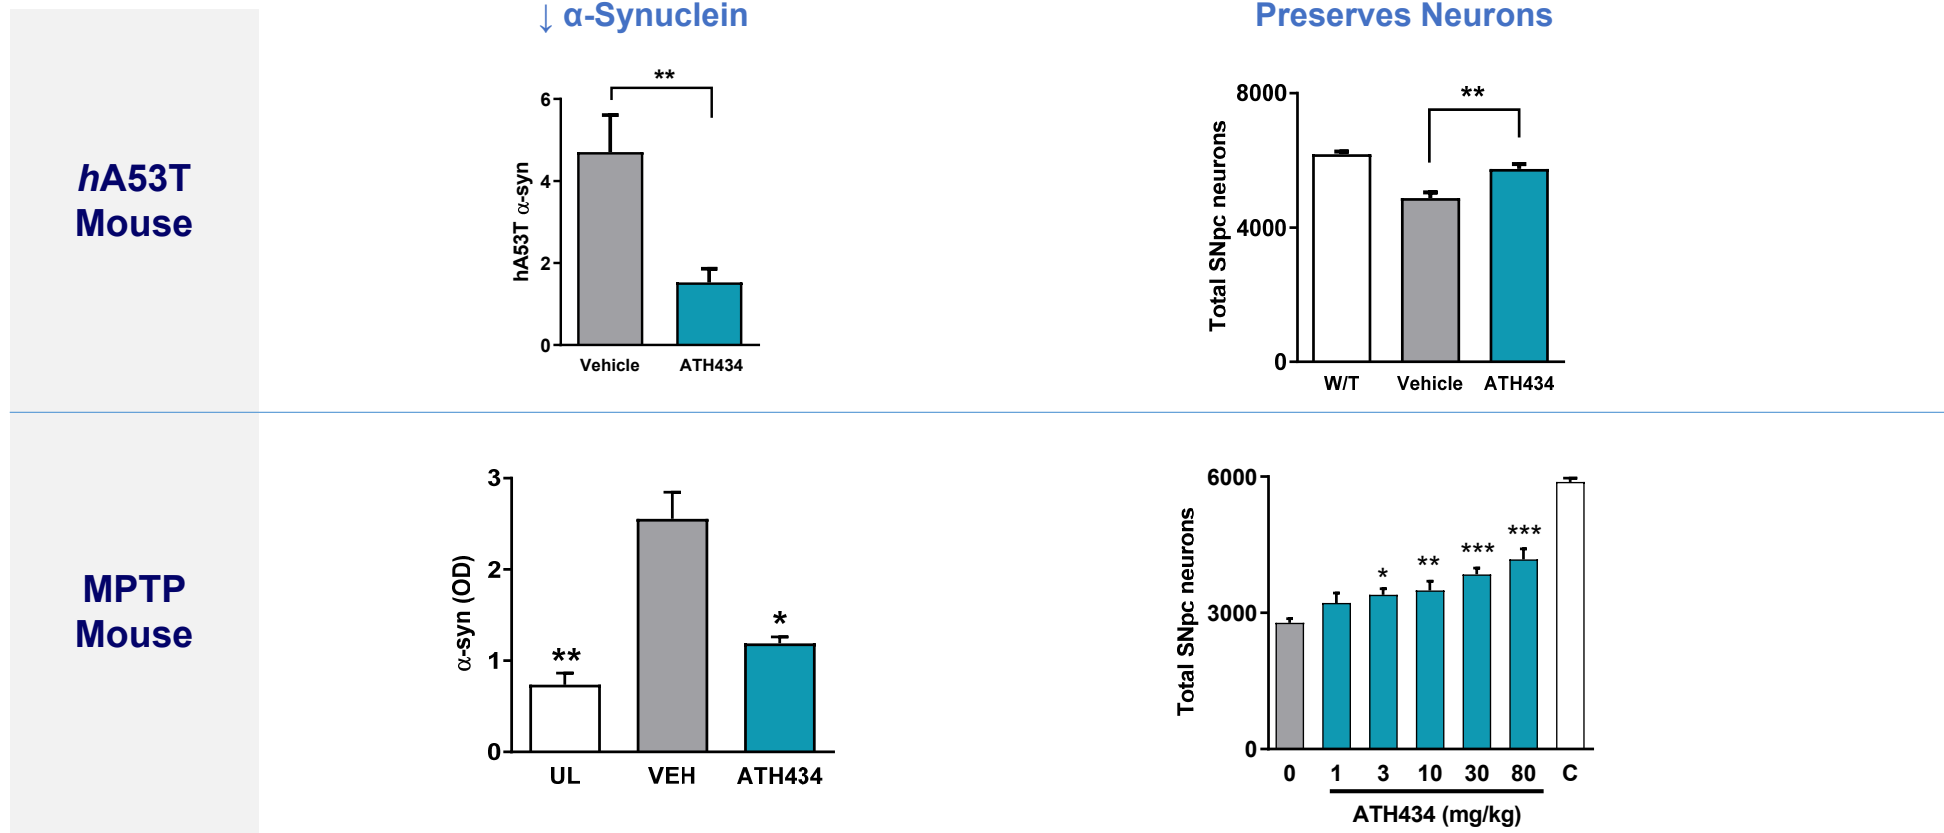 ↓ α-Synuclein
Preserves Neurons
hA53T
Mouse
hA53T α-syn
6
4
2
0
**
Vehicle
ATH434
Total SNpc neurons
8000
4000
0
**
W/T
Vehicle
ATH434
MPTP
Mouse
α-syn (OD)
3
2
1
0
**
*
UL
VEH
ATH434
Total SNpc neurons
6000
3000
0
*
**
***
***
0 1 3 10 30 80 C
ATH434 (mg/kg)